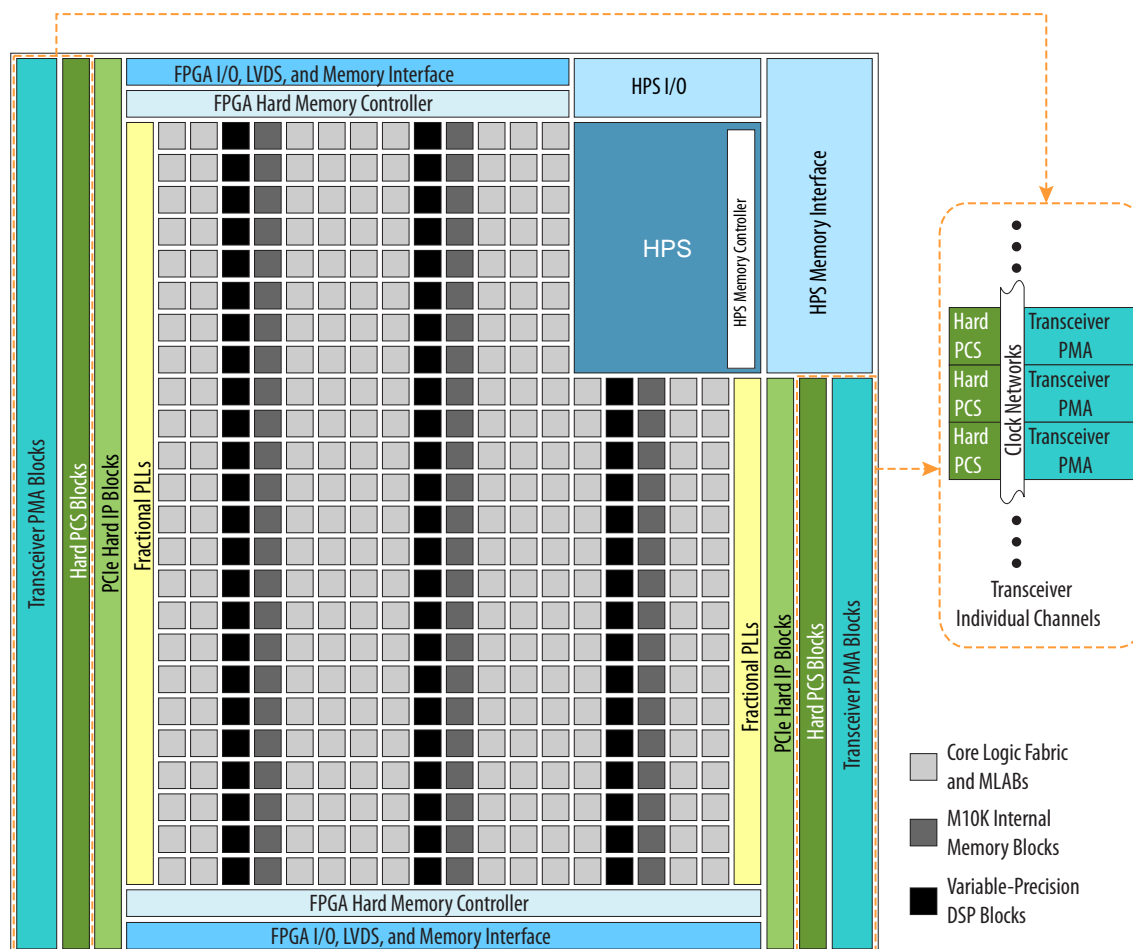 FPGA I/O, LVDS, and Memory Interface
FPGA Hard Memory Controller
HPS I/O
HPS Memory Interface
HPS
HPS Memory Controller
Transceiver PMA Blocks
Hard PCS Blocks
PCIe Hard IP Blocks
Fractional PLLs
Fractional PLLs
PCIe Hard IP Blocks
Hard PCS Blocks
Transceiver PMA Blocks
FPGA Hard Memory Controller
FPGA I/O, LVDS, and Memory Interface
Hard
PCS
Hard
PCS
Hard
PCS
Clock Networks
Transceiver
PMA
Transceiver
PMA
Transceiver
PMA
Transceiver
Individual Channels
Core Logic Fabric
and MLABs
M10K Internal
Memory Blocks
Variable-Precision
DSP Blocks